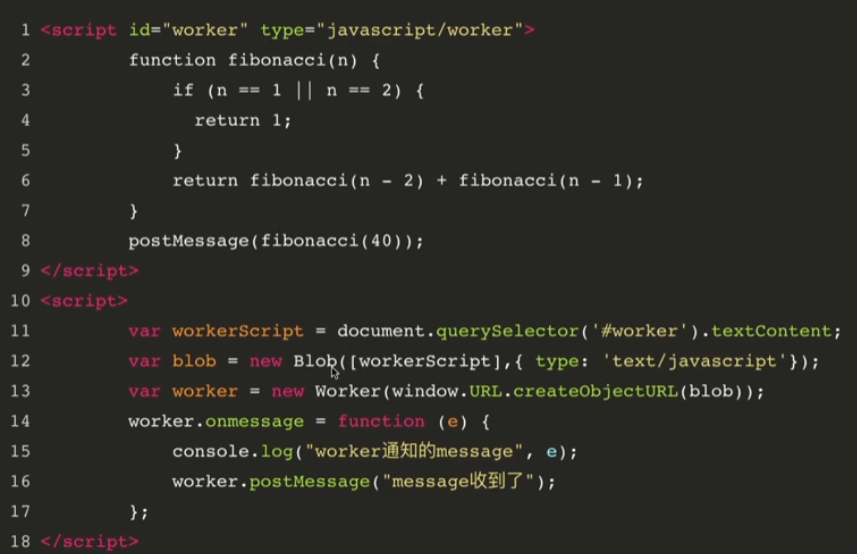 1 <script id="worker" type="javascript/worker">
2 function fibonacci(n) {
3 if (n == 1 || n == 2) {
4 return 1;
5 }
6 return fibonacci(n - 2) + fibonacci(n - 1);
7 }
8 postMessage(fibonacci(40));
9 </script>
10 <script>
11 var workerScript = document.querySelector('#worker').textContent;
12 var blob = new Blob([workerScript],{ type: 'text/javascript'});
13 var worker = new Worker(window.URL.createObjectURL(blob));
14 worker.onmessage = function (e) {
15 console.log("worker通知的message", e);
16 worker.postMessage("message收到了");
17 };
18 </script>